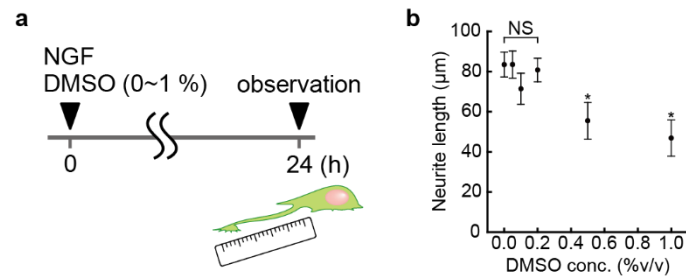 a
NGF
DMSO (0~1 %)
observation
0
24 (h)
b
NS
*
*
Neurite length (μm)
100
80
60
40
20
0
0.0 0.2 0.4 0.6 0.8 1.0
DMSO conc. (%v/v)